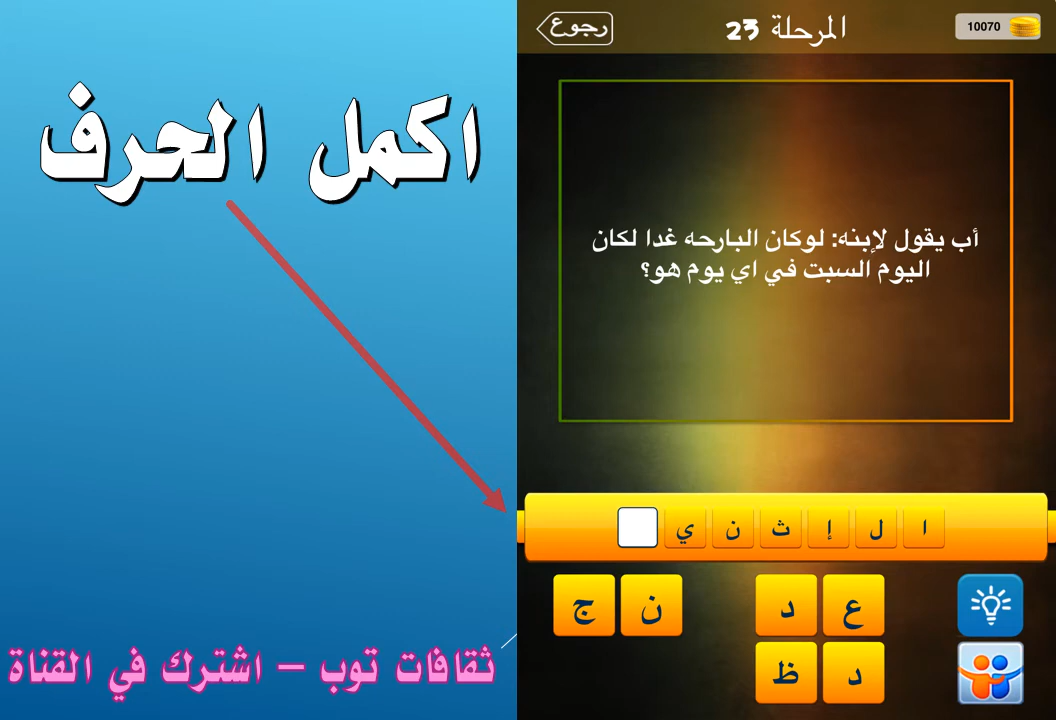 اكمل الحرف
ثقافات توب – اشترك في القناة
رجوع
المرحلة 23
10070
أب يقول لإبنه: لوكان البارحه غدا لكان
اليوم السبت في اي يوم هو؟
ا ل إ ث ن ي
ع د ن ج
د ظ